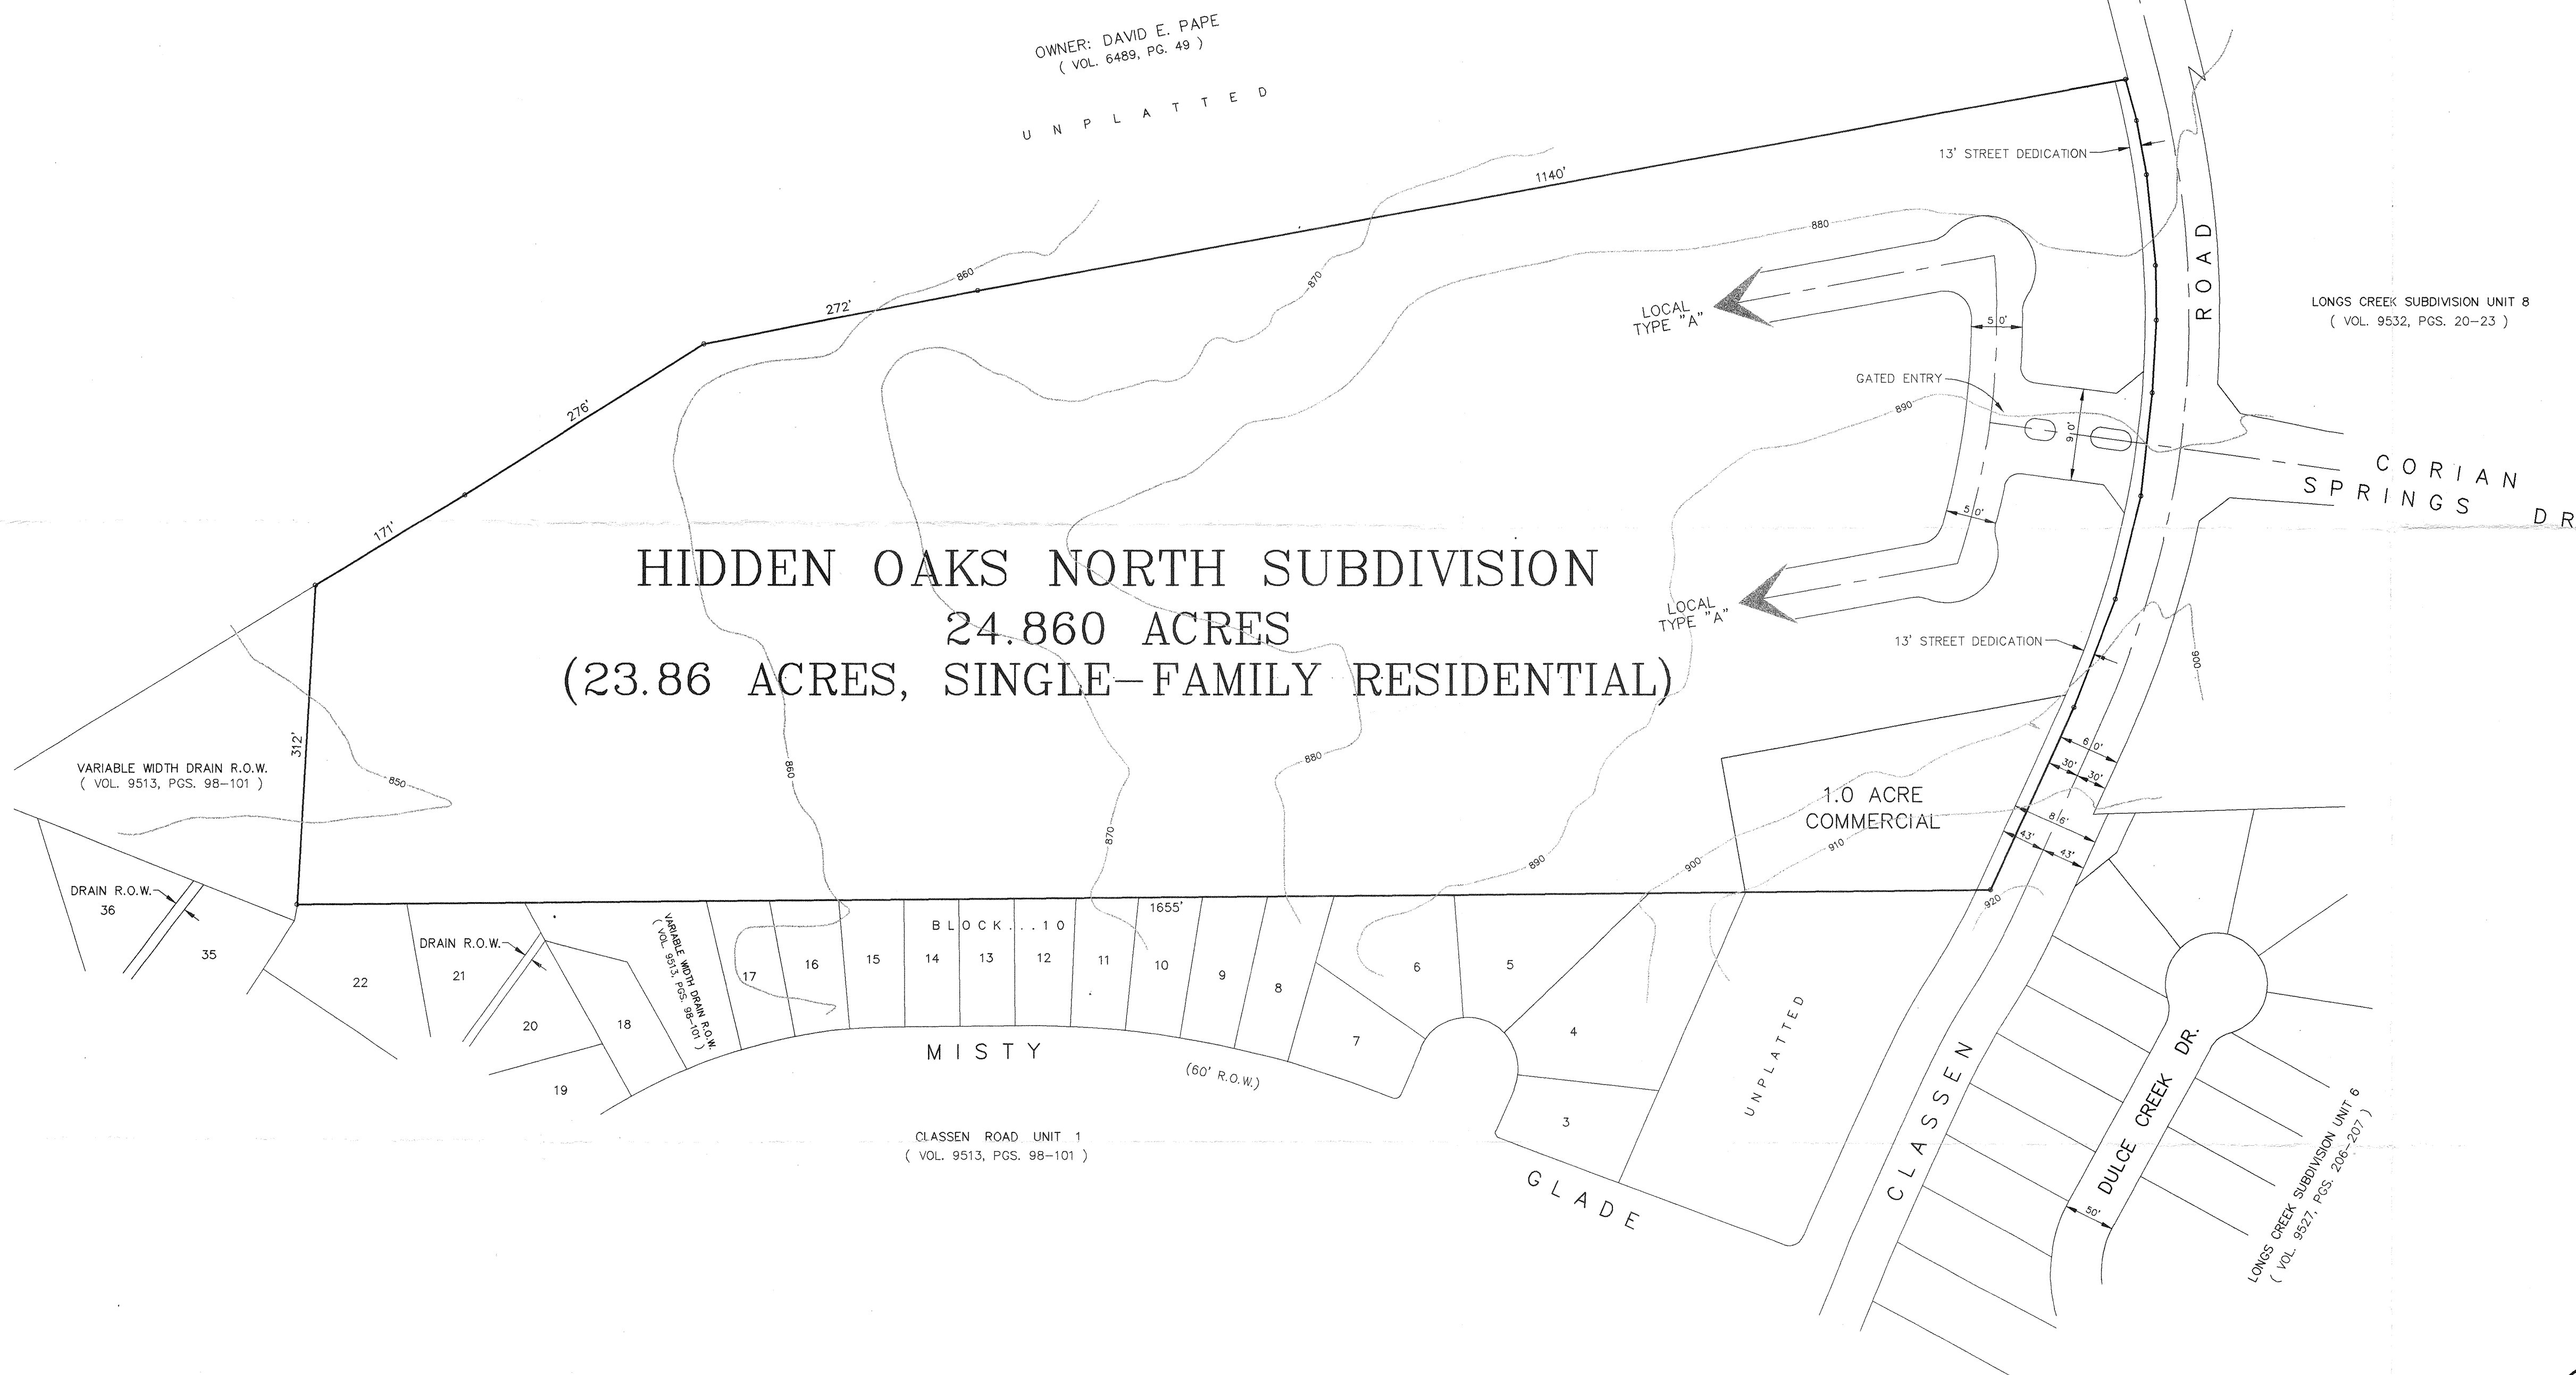 OWNER: DAVID E. PAPE
( VOL. 6489, PG. 49 )
UNPLATTED
13' STREET DEDICATION
1140'
880
860
870
272'
ROAD
LOCAL
TYPE "A"
50'
LONGS CREEK SUBDIVISION UNIT 8
( VOL. 9532, PGS. 20-23 )
GATED ENTRY
890
276'
90'
CORIAN
SPRINGS DR
171'
50'
HIDDEN OAKS NORTH SUBDIVISION
24.860 ACRES
(23.86 ACRES, SINGLE-FAMILY RESIDENTIAL)
LOCAL
TYPE "A"
13' STREET DEDICATION
900
312'
VARIABLE WIDTH DRAIN R.O.W.
( VOL. 9513, PGS. 98-101 )
850
860
880
60'
30' 30'
1.0 ACRE
COMMERCIAL
86'
43' 43'
870
890
900
910
920
DRAIN R.O.W.
36
35
1655'
BLOCK...10
DRAIN R.O.W.
22
21
20
18
19
VARIABLE WIDTH DRAIN R.O.W.
( VOL. 9513, PGS. 98-101 )
17
16
15
14
13
12
11
10
9
8
7
6
5
4
3
UNPLATTED
MISTY
(60' R.O.W.)
GLADE
CLASSEN
DULCE CREEK DR.
50'
CLASSEN ROAD UNIT 1
( VOL. 9513, PGS. 98-101 )
LONGS CREEK SUBDIVISION UNIT 6
( VOL. 9527, PGS. 206-207 )